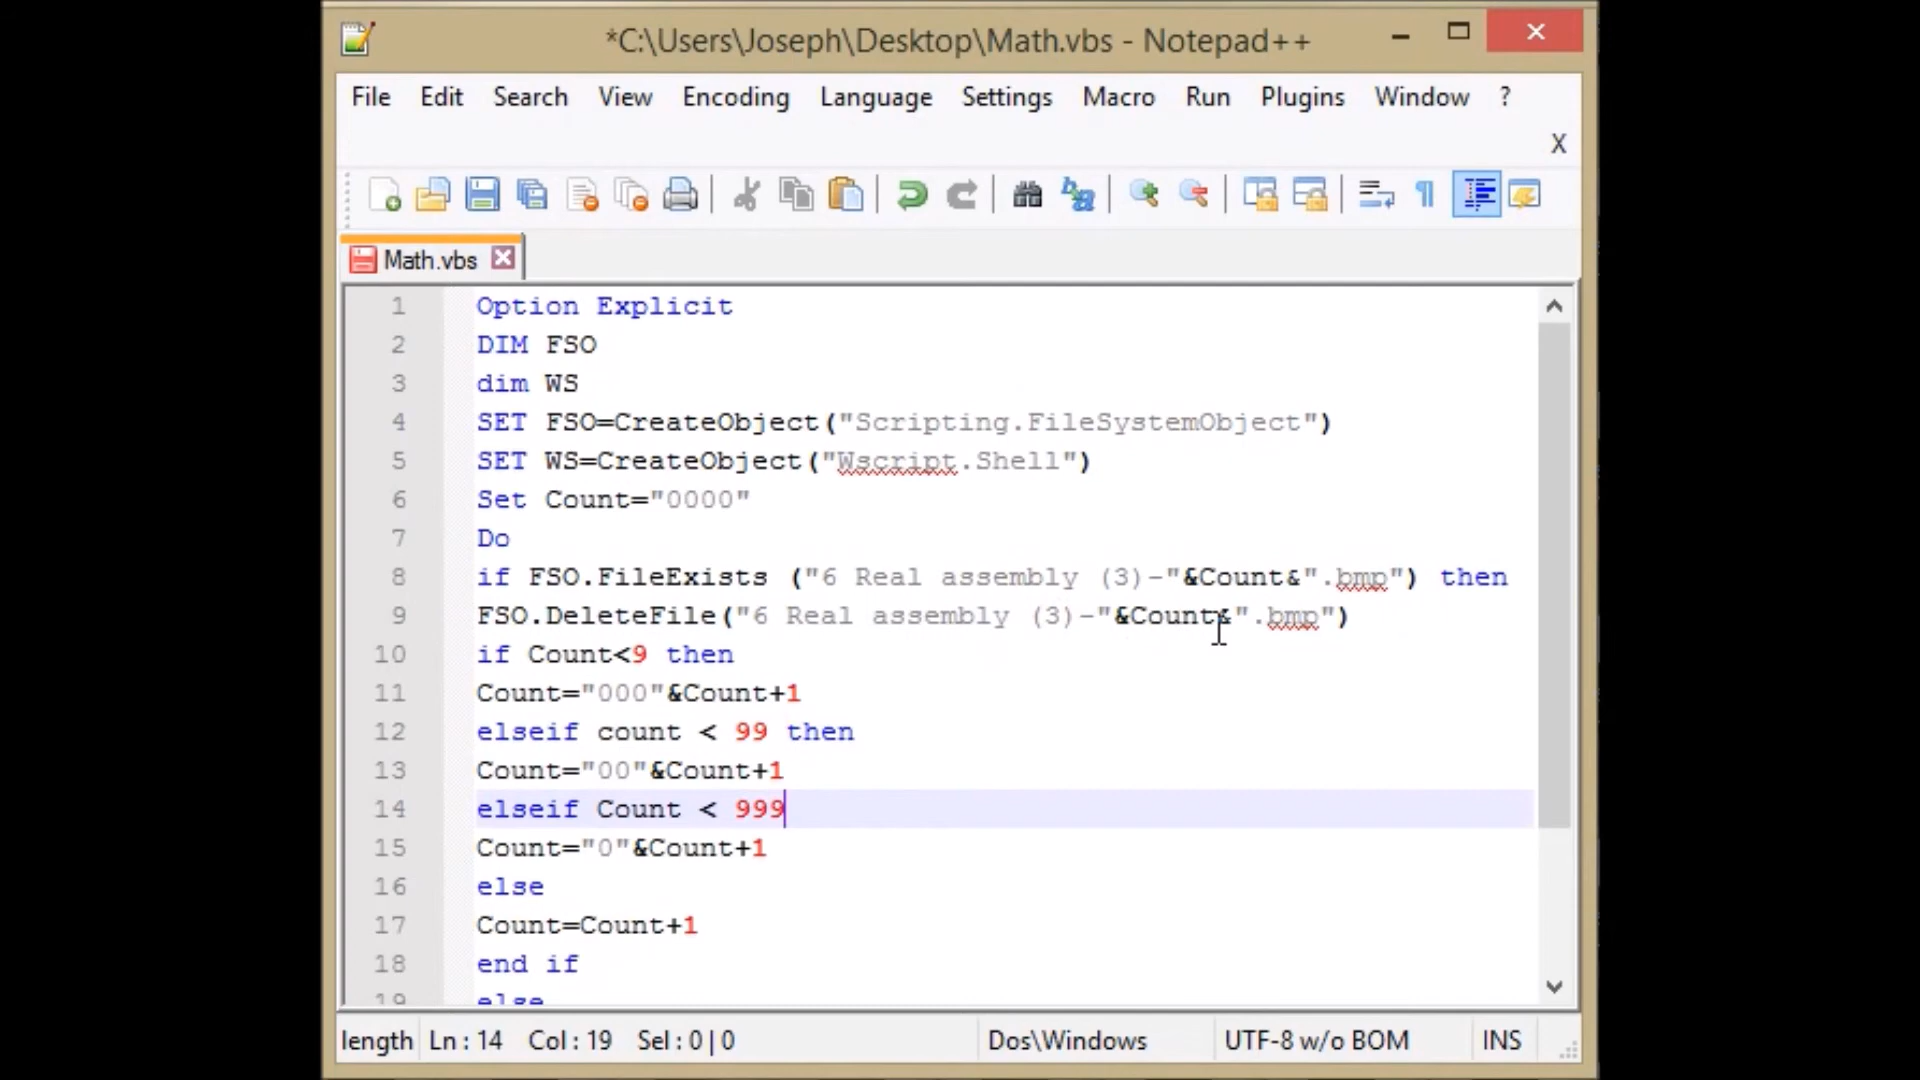 *C:\Users\Joseph\Desktop\Math.vbs - Notepad++
File Edit Search View Encoding Language Settings Macro Run Plugins Window ?
X
Math.vbs
1 Option Explicit
2 DIM FSO
3 dim WS
4 SET FSO=CreateObject("Scripting.FileSystemObject")
5 SET WS=CreateObject("Wscript.Shell")
6 Set Count="0000"
7 Do
8 if FSO.FileExists ("6 Real assembly (3)-"&Count&".bmp") then
9 FSO.DeleteFile("6 Real assembly (3)-"&Count&".bmp")
10 if Count<9 then
11 Count="000"&Count+1
12 elseif count < 99 then
13 Count="00"&Count+1
14 elseif Count < 999
15 Count="0"&Count+1
16 else
17 Count=Count+1
18 end if
19 else
length Ln : 14 Col : 19 Sel : 0 | 0 Dos\Windows UTF-8 w/o BOM INS